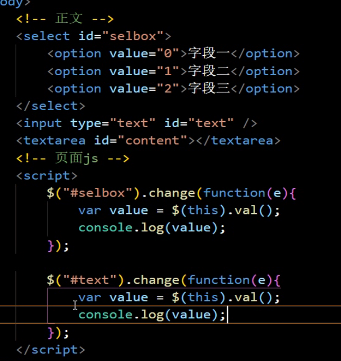 ody>
<!-- 正文 -->
<select id="selbox">
<option value="0">字段一</option>
<option value="1">字段二</option>
<option value="2">字段三</option>
</select>
<input type="text" id="text" />
<textarea id="content"></textarea>
<!-- 页面js -->
<script>
$("#selbox").change(function(e){
var value = $(this).val();
console.log(value);
});
$("#text").change(function(e){
var value = $(this).val();
console.log(value);
});
</script>